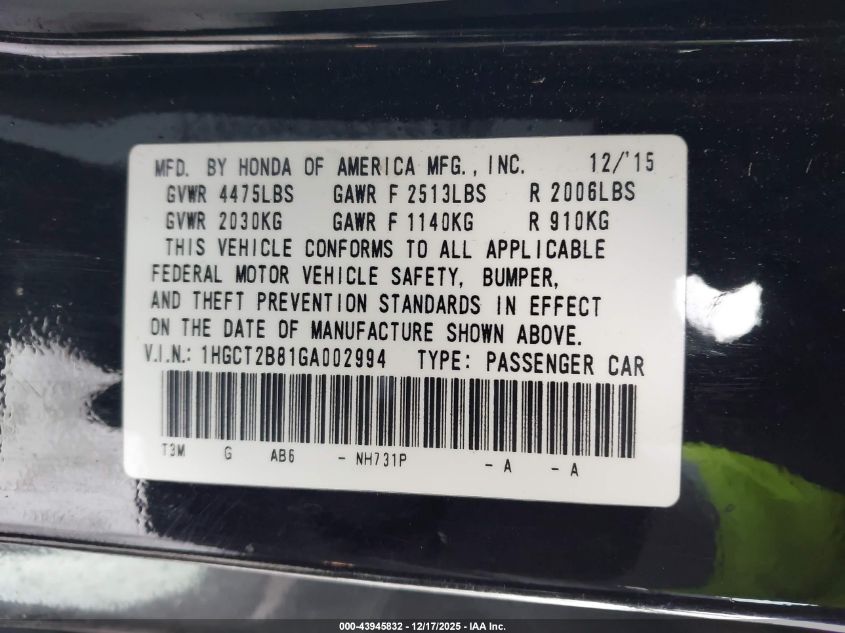 MFD. BY HONDA OF AMERICA MFG., INC. 12/'15
GVWR 4475LBS GAWR F 2513LBS R 2006LBS
GVWR 2030KG GAWR F 1140KG R 910KG
THIS VEHICLE CONFORMS TO ALL APPLICABLE
FEDERAL MOTOR VEHICLE SAFETY, BUMPER,
AND THEFT PREVENTION STANDARDS IN EFFECT
ON THE DATE OF MANUFACTURE SHOWN ABOVE.
V.I.N.: 1HGCT2B81GA002994 TYPE: PASSENGER CAR
T3M G AB6 - NH731P - A - A
000-43945832 - 12/17/2025 - IAA Inc.